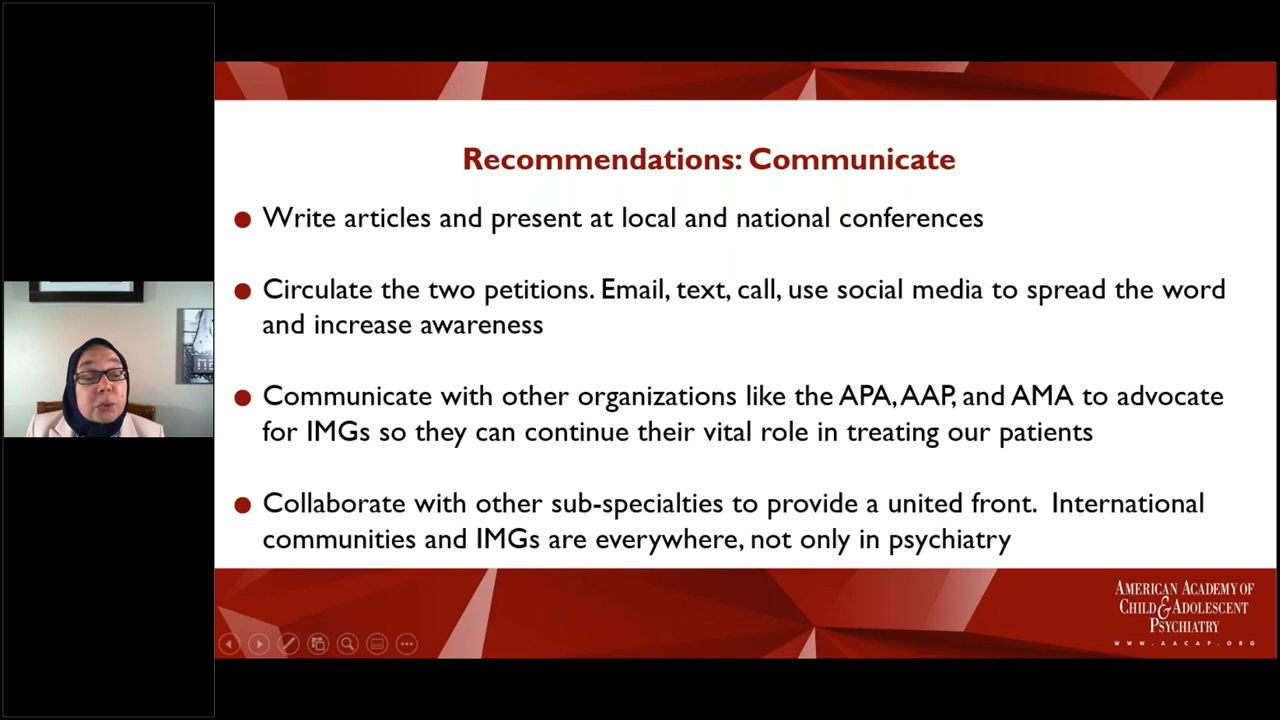 Recommendations: Communicate
Write articles and present at local and national conferences
Circulate the two petitions. Email, text, call, use social media to spread the word
and increase awareness
Communicate with other organizations like the APA, AAP, and AMA to advocate
for IMGs so they can continue their vital role in treating our patients
Collaborate with other sub-specialties to provide a united front. International
communities and IMGs are everywhere, not only in psychiatry
AMERICAN ACADEMY OF
CHILD & ADOLESCENT
PSYCHIATRY
WWW.AACAP.ORG